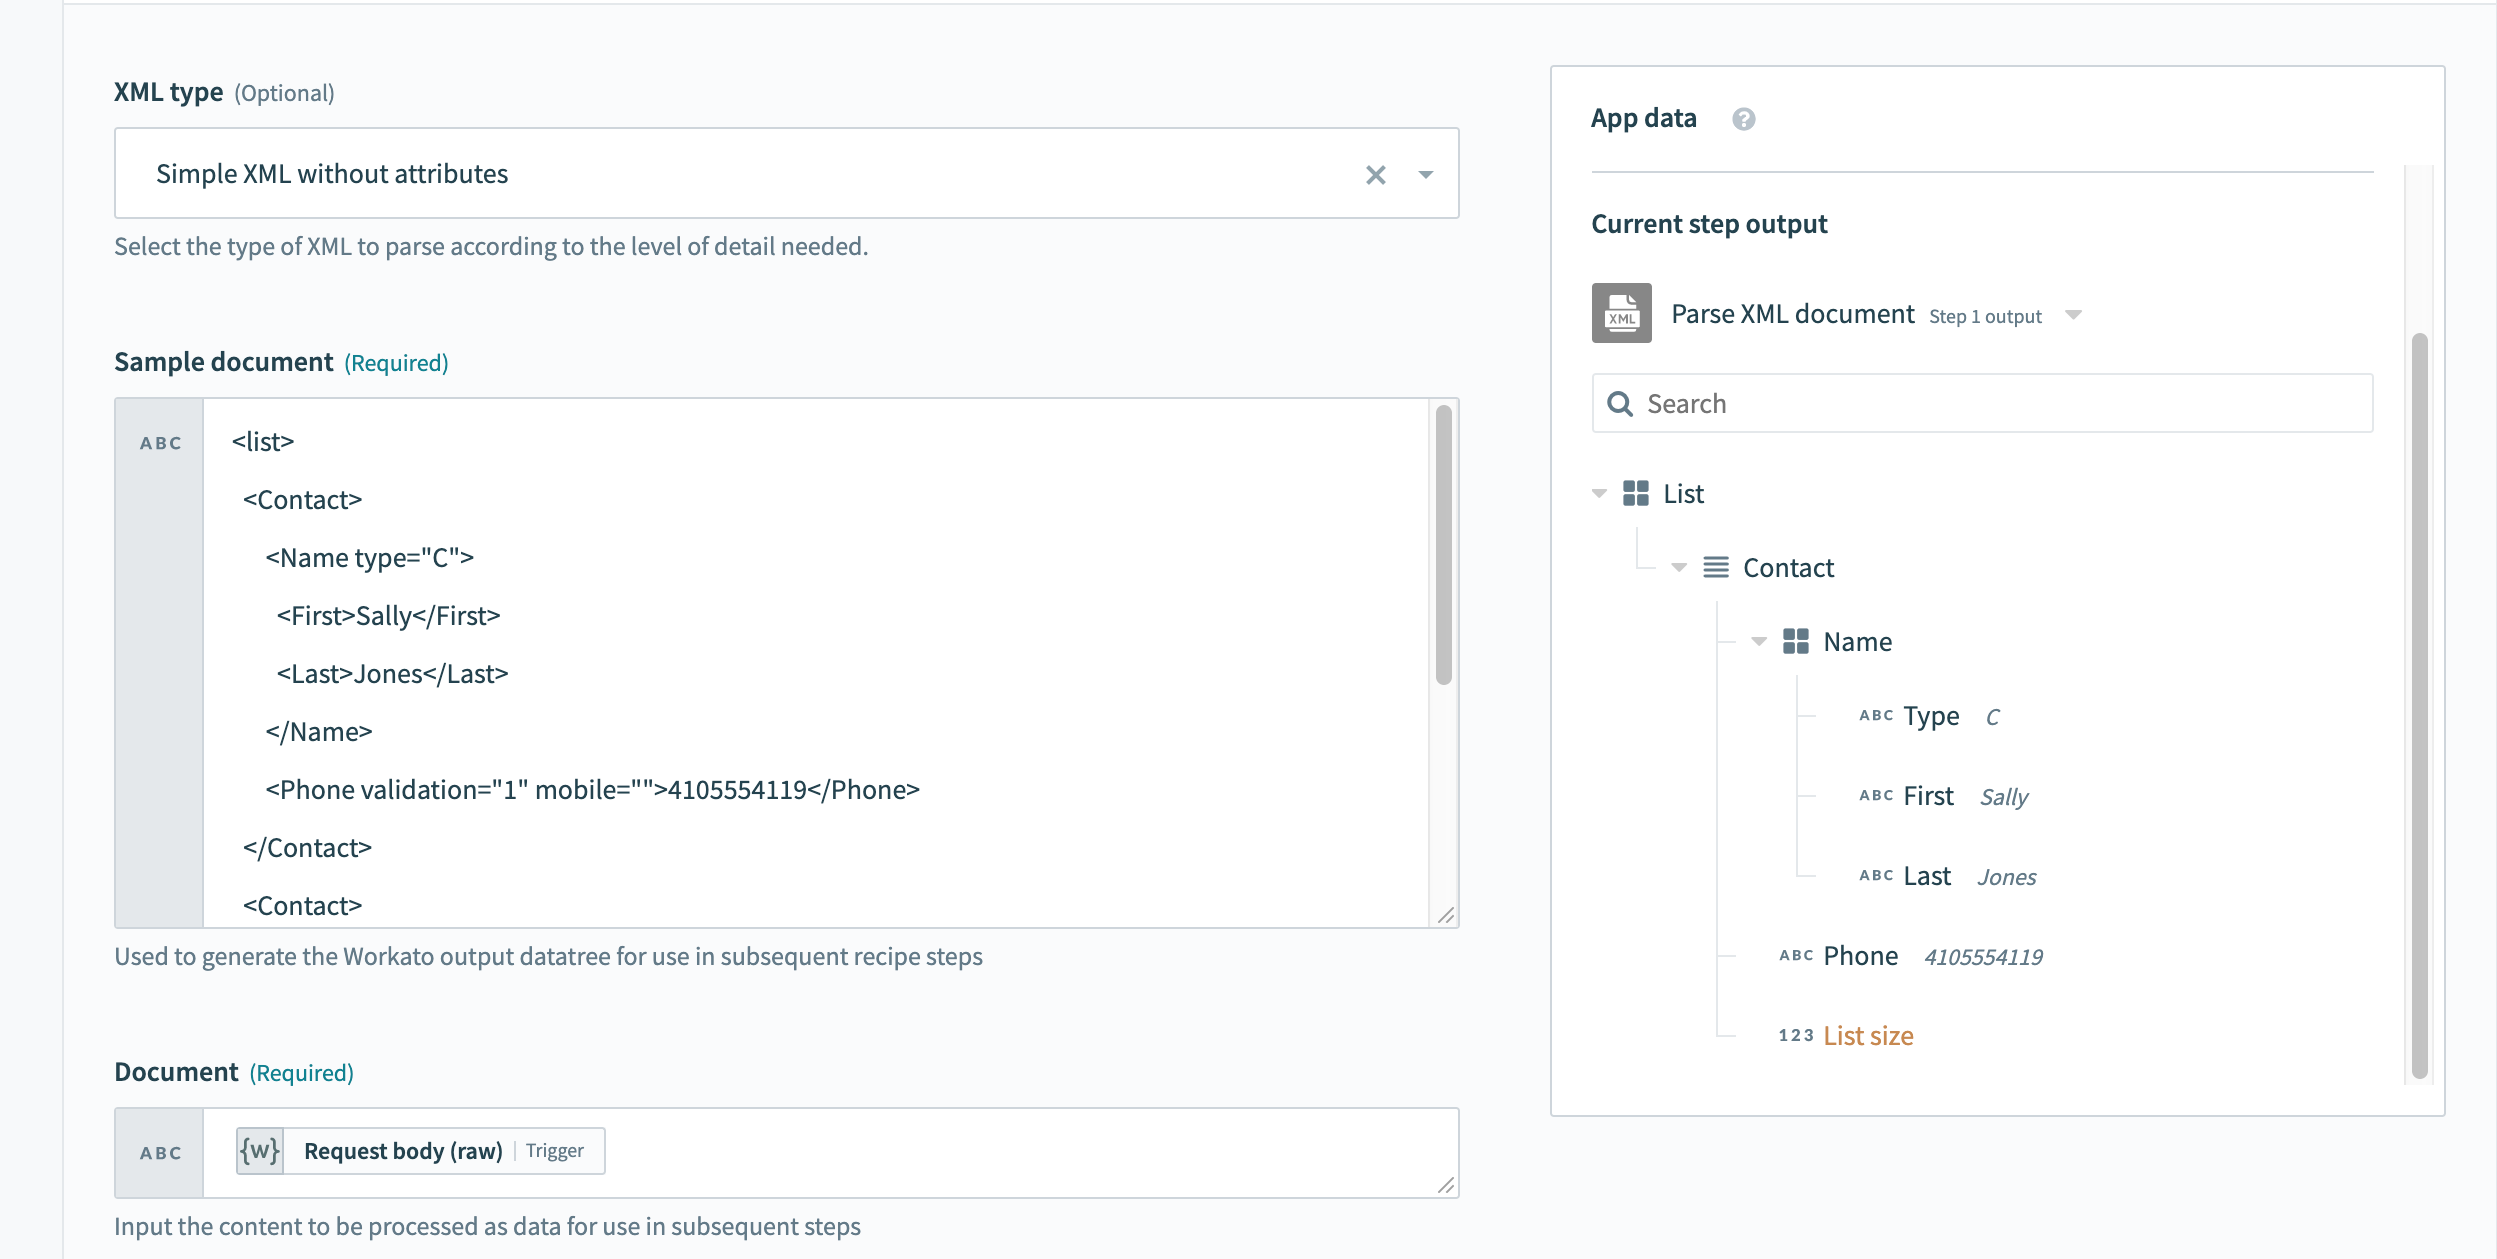 XML type (Optional)
Simple XML without attributes
Select the type of XML to parse according to the level of detail needed.
Sample document (Required)
ABC
<list>
<Contact>
<Name type="C">
<First>Sally</First>
<Last>Jones</Last>
</Name>
<Phone validation="1" mobile="">4105554119</Phone>
</Contact>
<Contact>
Used to generate the Workato output datatree for use in subsequent recipe steps
Document (Required)
ABC
{w} Request body (raw) | Trigger
Input the content to be processed as data for use in subsequent steps
App data ?
Current step output
XML Parse XML document Step 1 output
Search
List
Contact
Name
ABC Type C
ABC First Sally
ABC Last Jones
ABC Phone 4105554119
123 List size